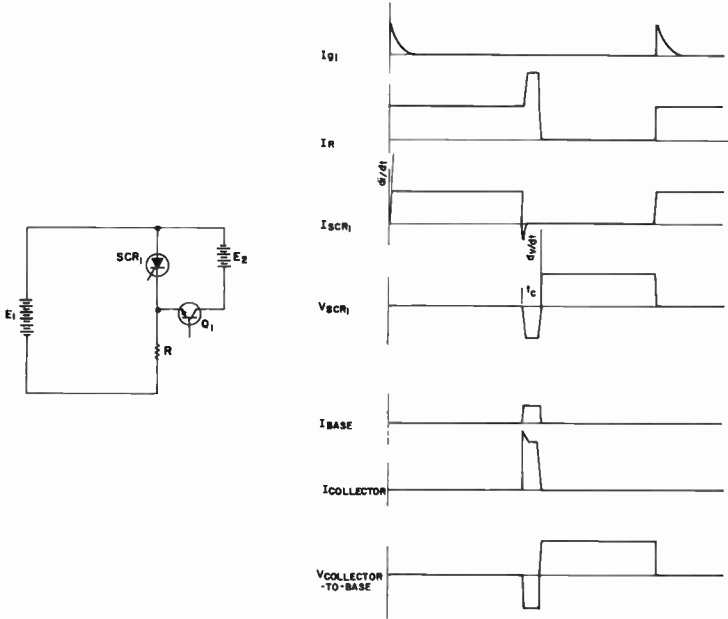 Ig1
IR
di/dt
ISCR1
dv/dt
tc
VSCR1
IBASE
ICOLLECTOR
VCOLLECTOR
-TO-BASE
E1
SCR1
E2
Q1
R